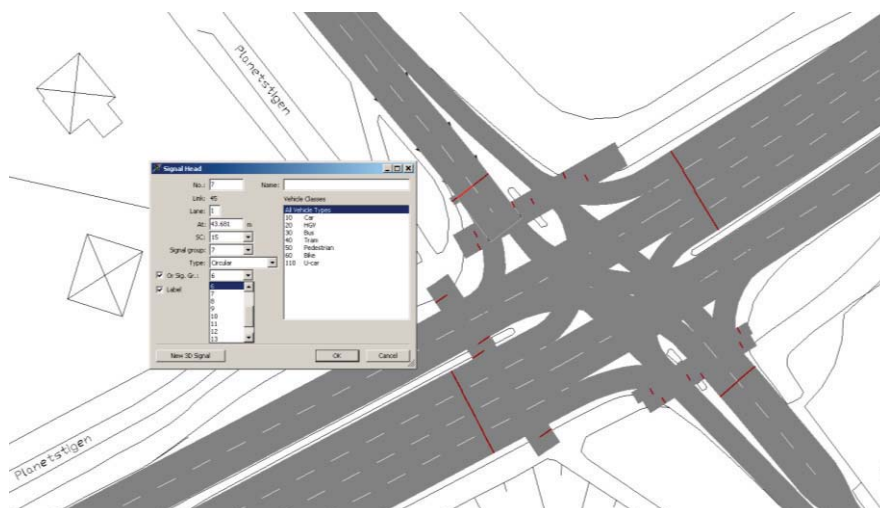 Planetstigen
Signal Head
No.: 7 Name:
Link: 45
Lane: 1
At: 43.681 m
SC: 15
Signal group: 7
Type: Circular
Or Sig. Gr.: 6
Label
6
7
8
9
10
11
12
13
Vehicle Classes
All Vehicle Types
10 Car
20 HGV
30 Bus
40 Tram
50 Pedestrian
60 Bike
110 U-car
New 3D Signal OK Cancel
Planetstigen